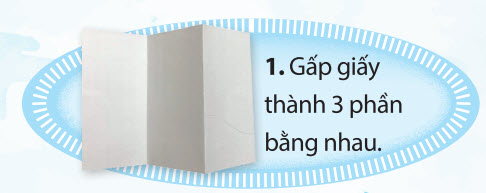 1. Gấp giấy
thành 3 phần
bằng nhau.